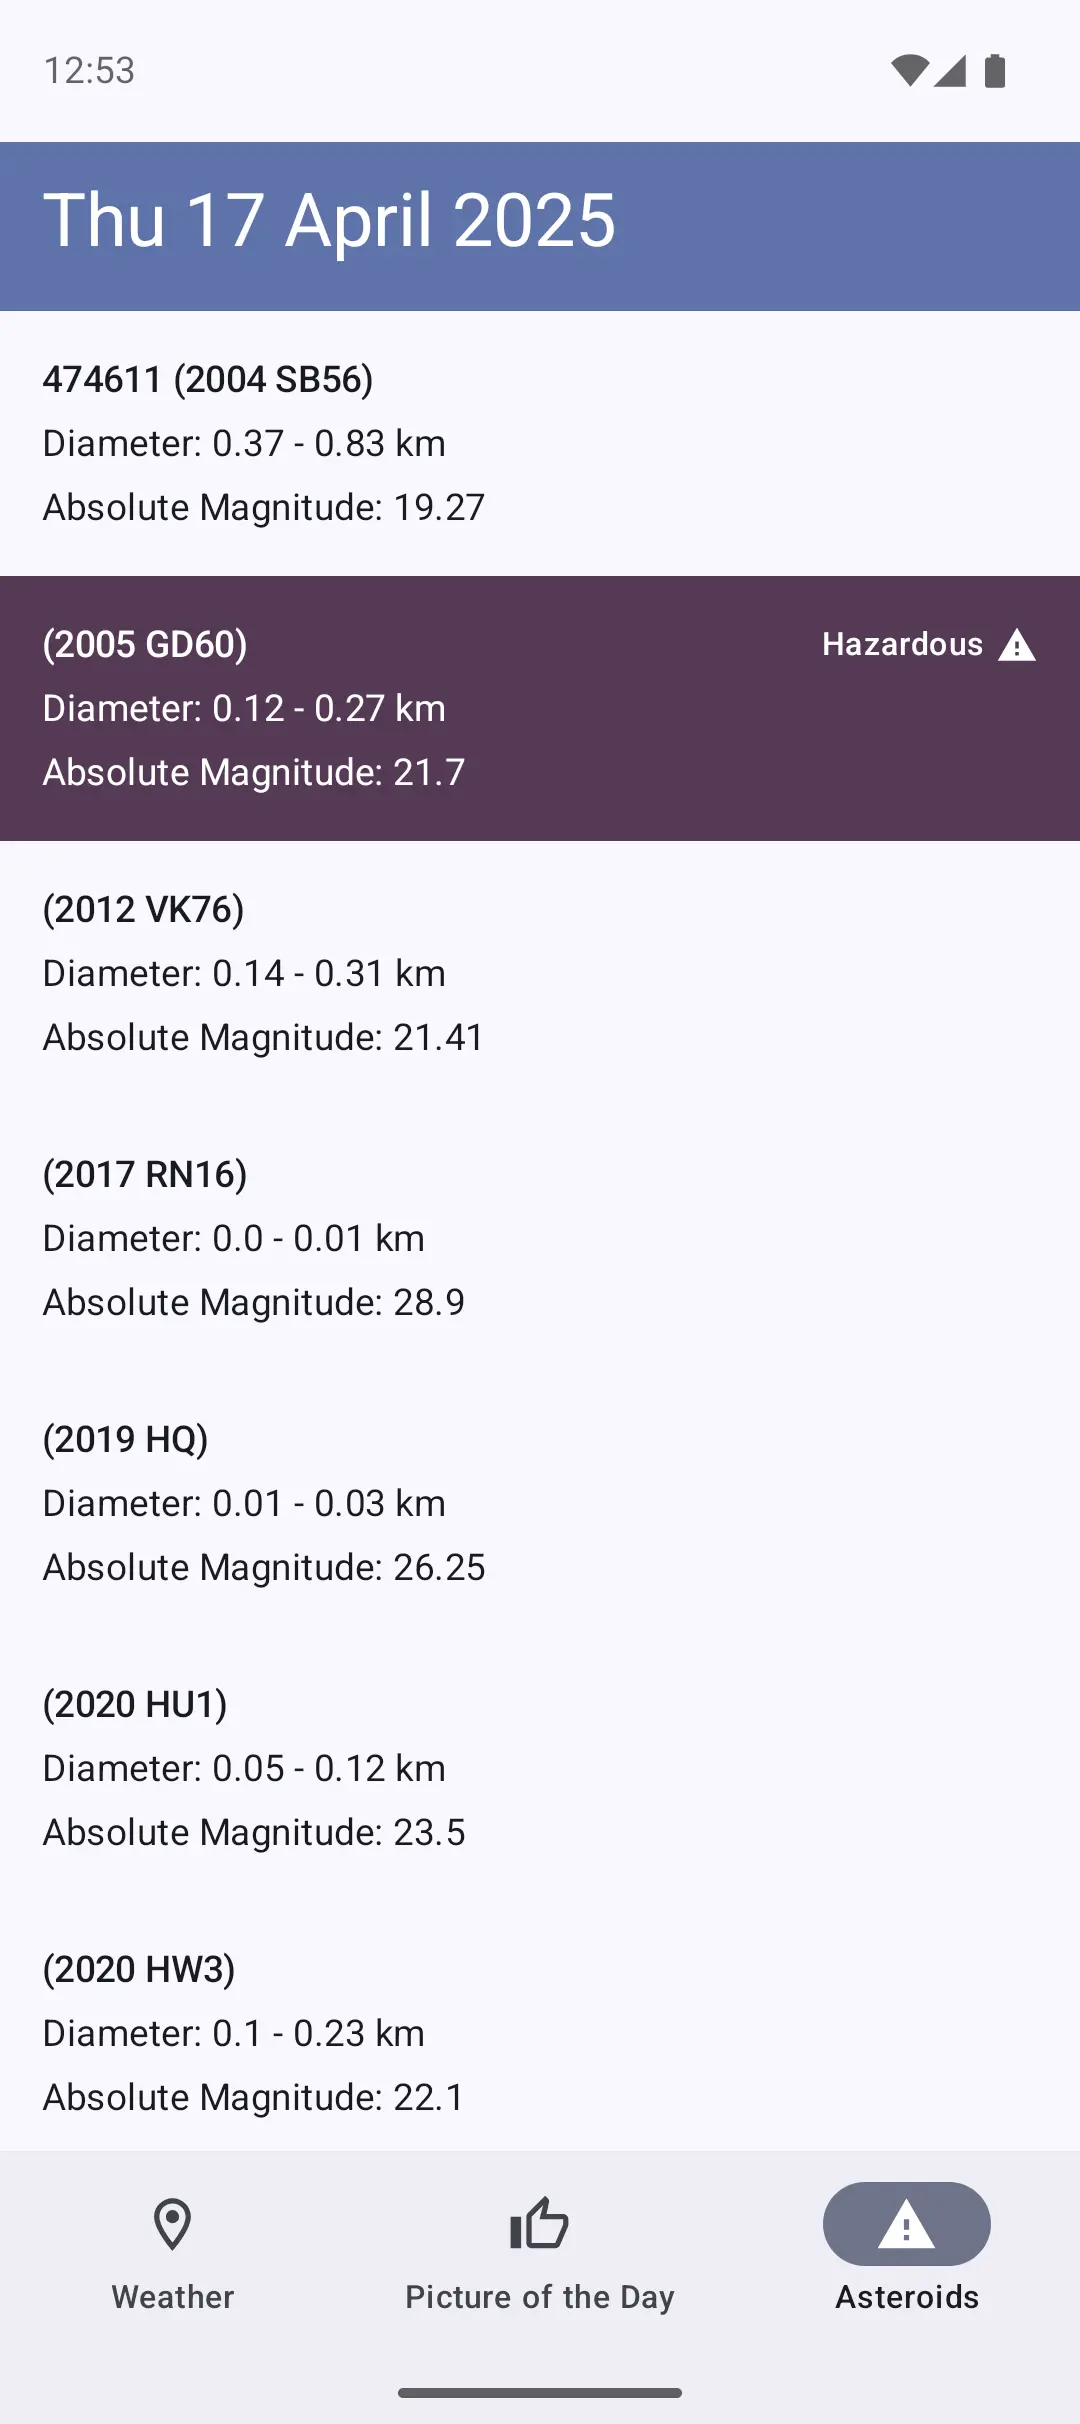 12:53
Thu 17 April 2025
474611 (2004 SB56)
Diameter: 0.37 - 0.83 km
Absolute Magnitude: 19.27
(2005 GD60)
Hazardous
Diameter: 0.12 - 0.27 km
Absolute Magnitude: 21.7
(2012 VK76)
Diameter: 0.14 - 0.31 km
Absolute Magnitude: 21.41
(2017 RN16)
Diameter: 0.0 - 0.01 km
Absolute Magnitude: 28.9
(2019 HQ)
Diameter: 0.01 - 0.03 km
Absolute Magnitude: 26.25
(2020 HU1)
Diameter: 0.05 - 0.12 km
Absolute Magnitude: 23.5
(2020 HW3)
Diameter: 0.1 - 0.23 km
Absolute Magnitude: 22.1
Weather
Picture of the Day
Asteroids